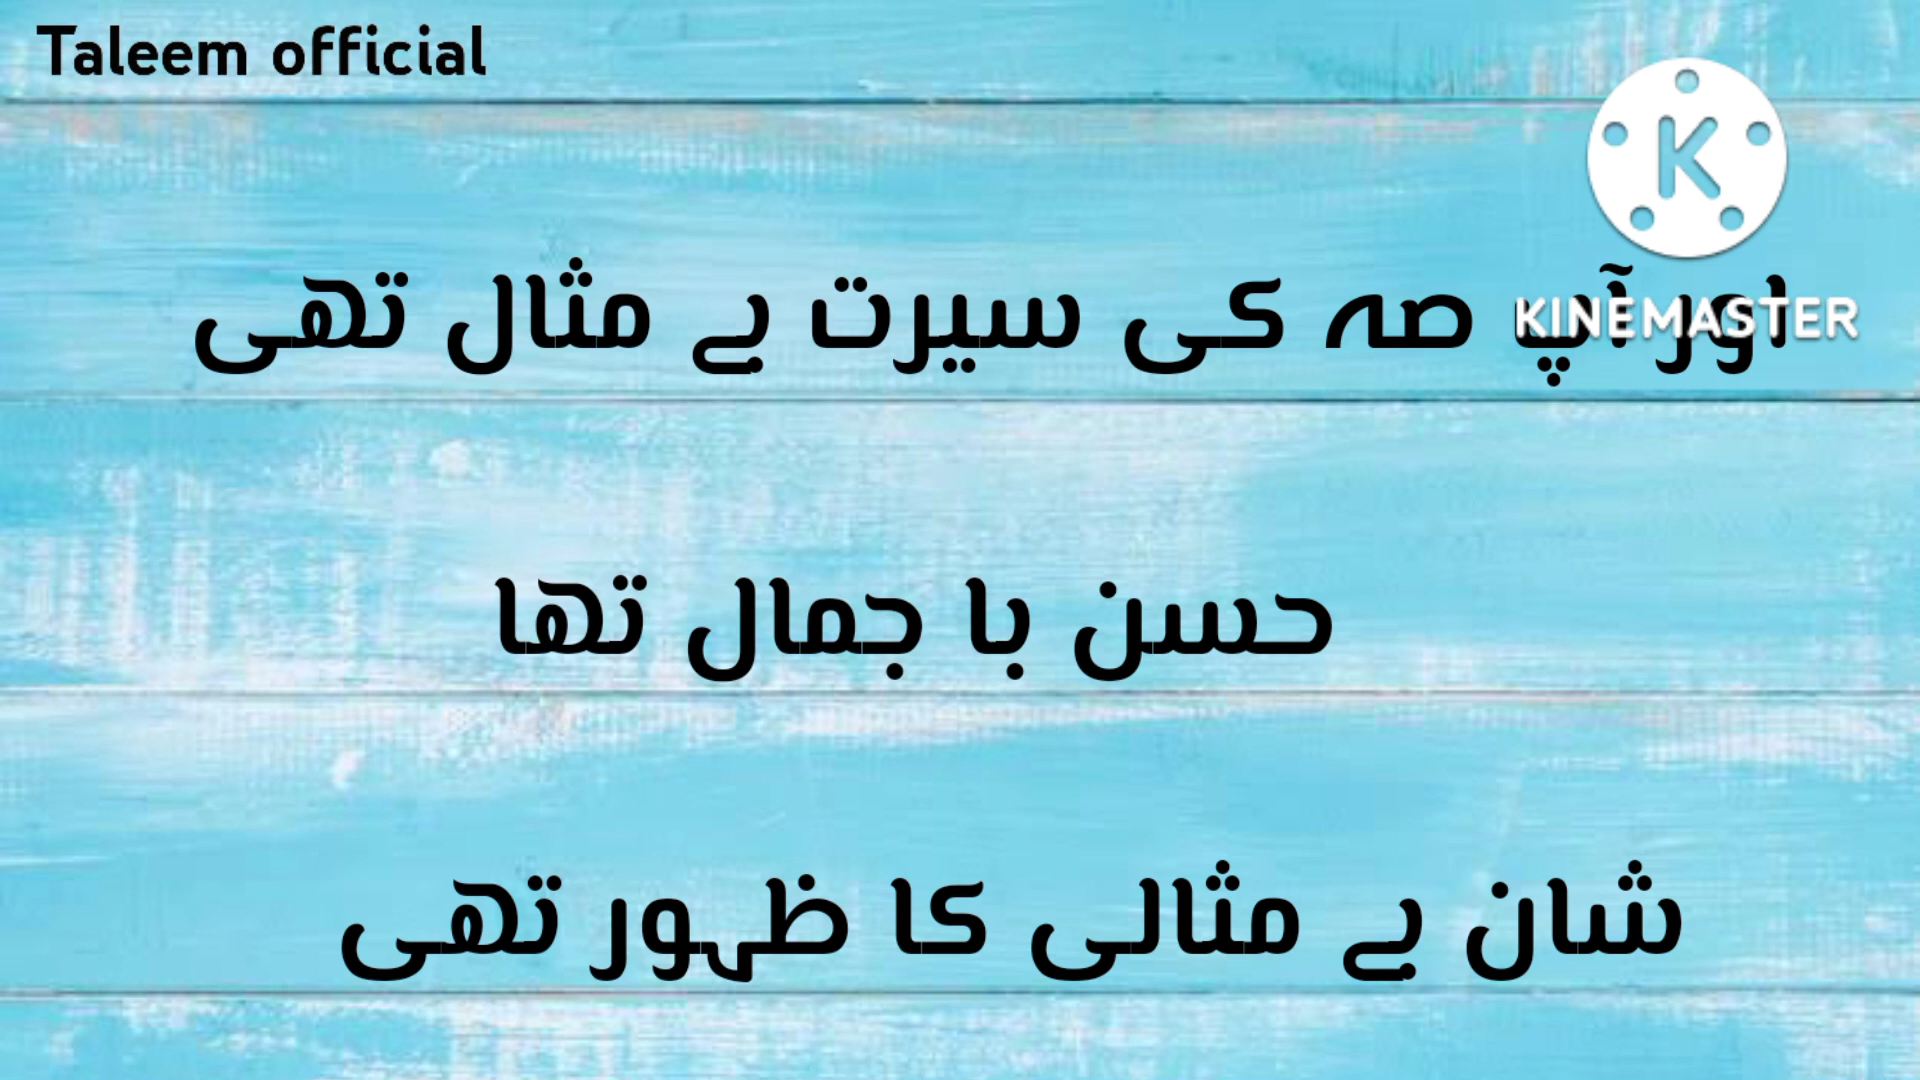 Taleem official
KINEMASTER
اور آپ صہ کی سیرت بے مثال تھی
حسن با جمال تھا
شان بے مثالی کا ظہور تھی